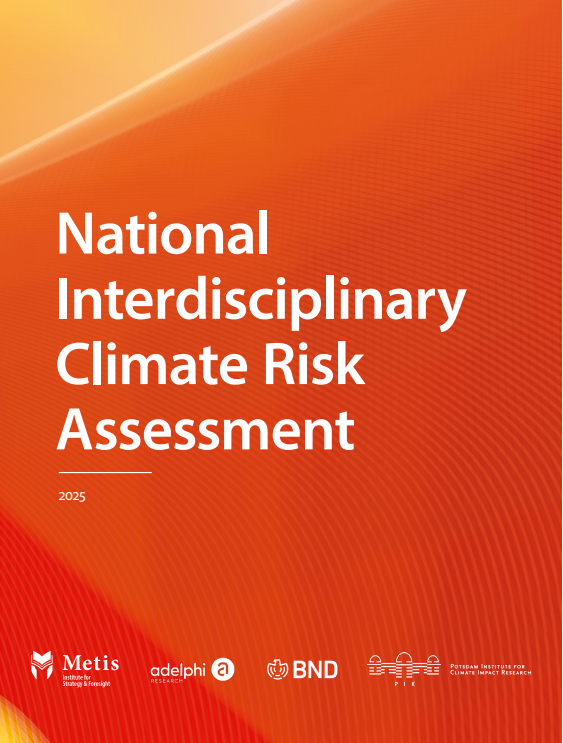 National
Interdisciplinary
Climate Risk
Assessment
2025
Metis
Institute for
Strategy & Foresight
adelphi
RESEARCH
a
BND
PIK
POTSDAM INSTITUTE FOR
CLIMATE IMPACT RESEARCH